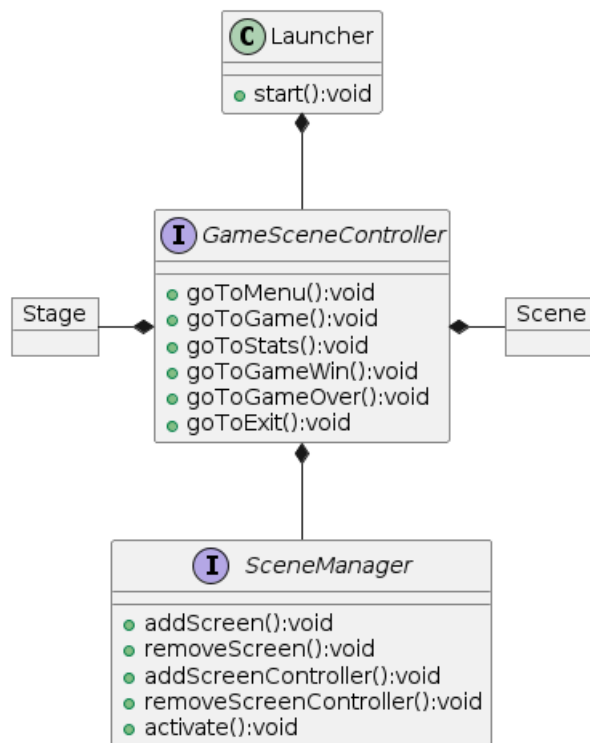 C Launcher
start():void
I GameSceneController
goToMenu():void
goToGame():void
goToStats():void
goToGameWin():void
goToGameOver():void
goToExit():void
Stage
Scene
I SceneManager
addScreen():void
removeScreen():void
addScreenController():void
removeScreenController():void
activate():void